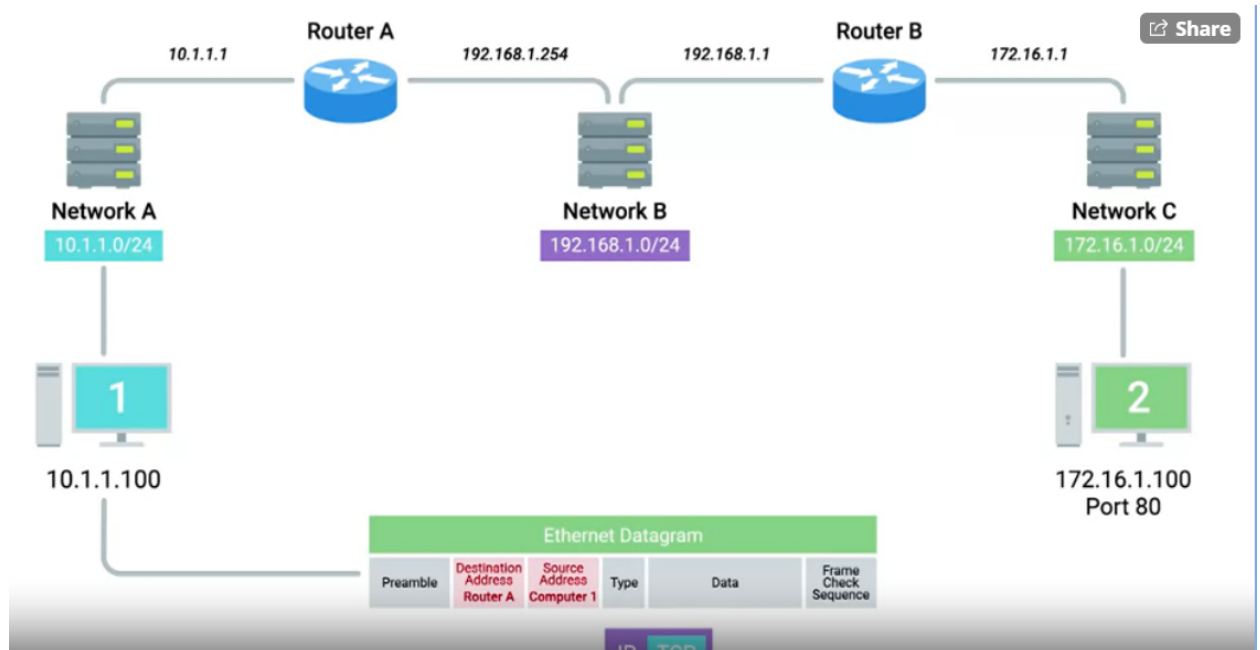 Share
Router A
Router B
10.1.1.1
192.168.1.254
192.168.1.1
172.16.1.1
Network A
Network B
Network C
10.1.1.0/24
192.168.1.0/24
172.16.1.0/24
1
2
10.1.1.100
172.16.1.100
Port 80
Ethernet Datagram
Preamble
Destination
Address
Router A
Source
Address
Computer 1
Type
Data
Frame
Check
Sequence
IP TCP